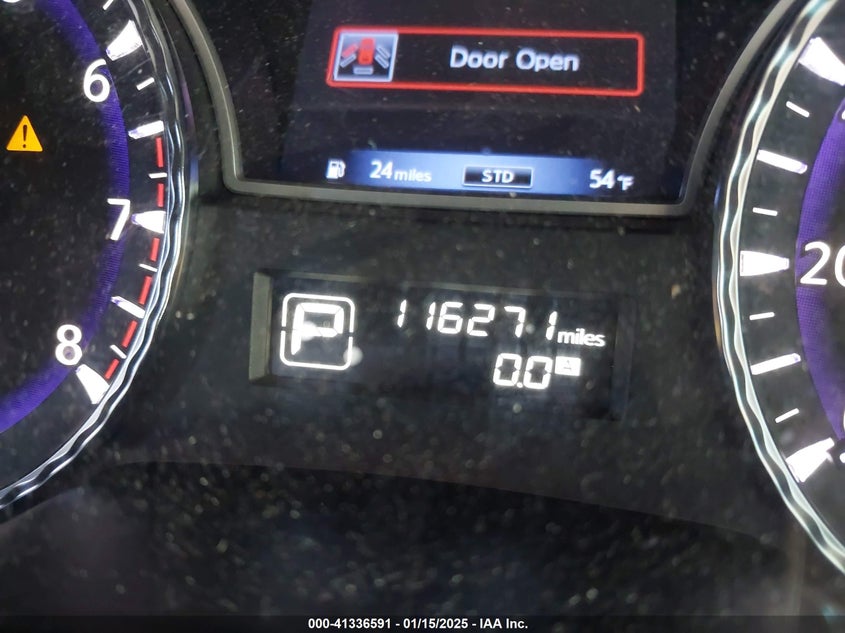 Door Open
6
24 miles STD 54 °F
7
20
P 116271 miles
8
0.0 A
000-41336591 - 01/15/2025 - IAA Inc.